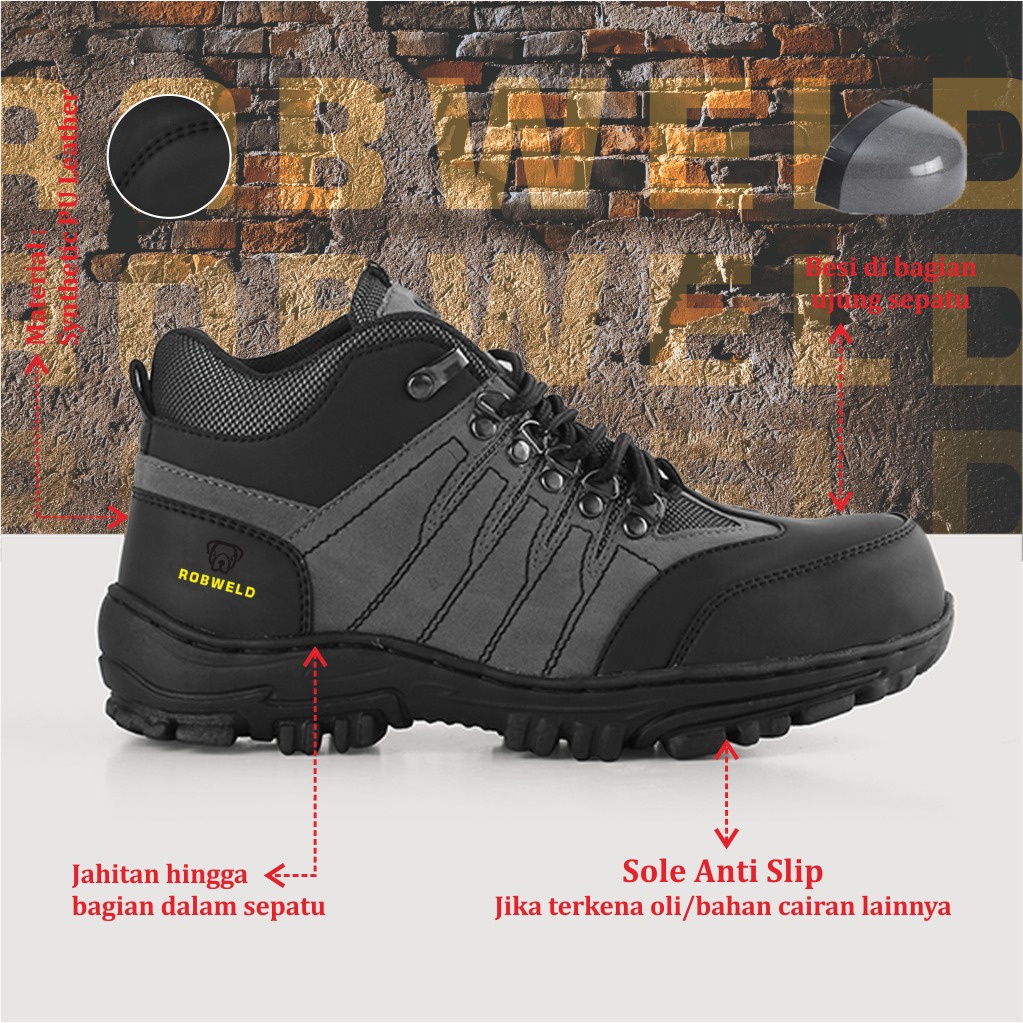 ROBWELD
ROBWELD
Material :
Synthetic PU Leather
Besi di bagian
ujung sepatu
ROBWELD
Jahitan hingga
bagian dalam sepatu
Sole Anti Slip
Jika terkena oli/bahan cairan lainnya